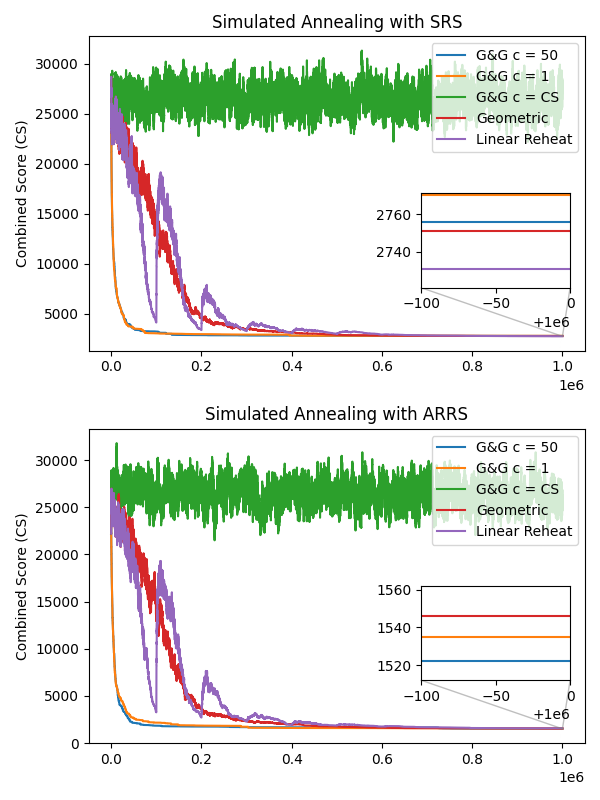 Simulated Annealing with SRS
30000
25000
20000
15000
10000
5000
Combined Score (CS)
G&G c = 50
G&G c = 1
G&G c = CS
Geometric
Linear Reheat
2760
2740
−100
−50
0
+1e6
0.0
0.2
0.4
0.6
0.8
1.0
1e6
Simulated Annealing with ARRS
30000
25000
20000
15000
10000
5000
0
Combined Score (CS)
G&G c = 50
G&G c = 1
G&G c = CS
Geometric
Linear Reheat
1560
1540
1520
−100
−50
0
+1e6
0.0
0.2
0.4
0.6
0.8
1.0
1e6